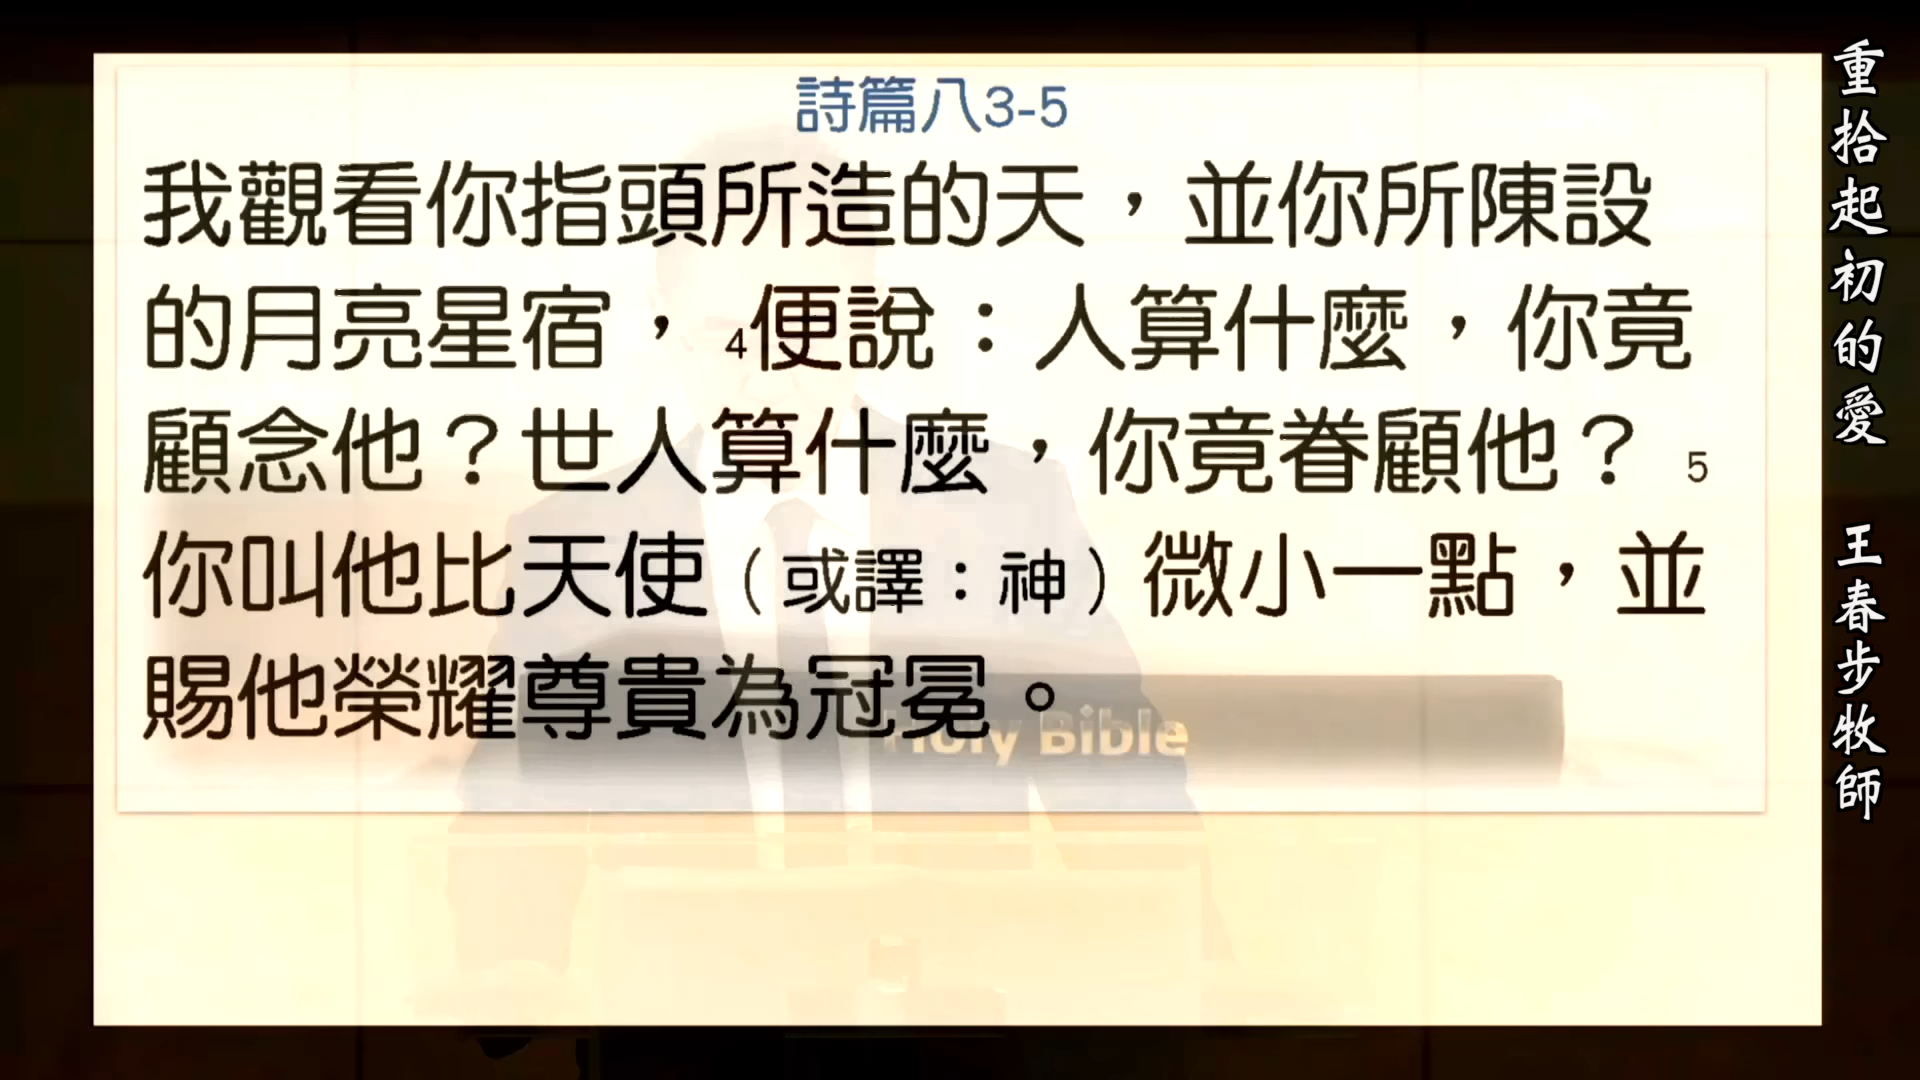 詩篇八3-5
我觀看你指頭所造的天，並你所陳設
的月亮星宿，4便說：人算什麼，你竟
顧念他？世人算什麼，你竟眷顧他？5
你叫他比天使（或譯：神）微小一點，並
賜他榮耀尊貴為冠冕。
Holy Bible
重拾起初的愛 王春步牧師